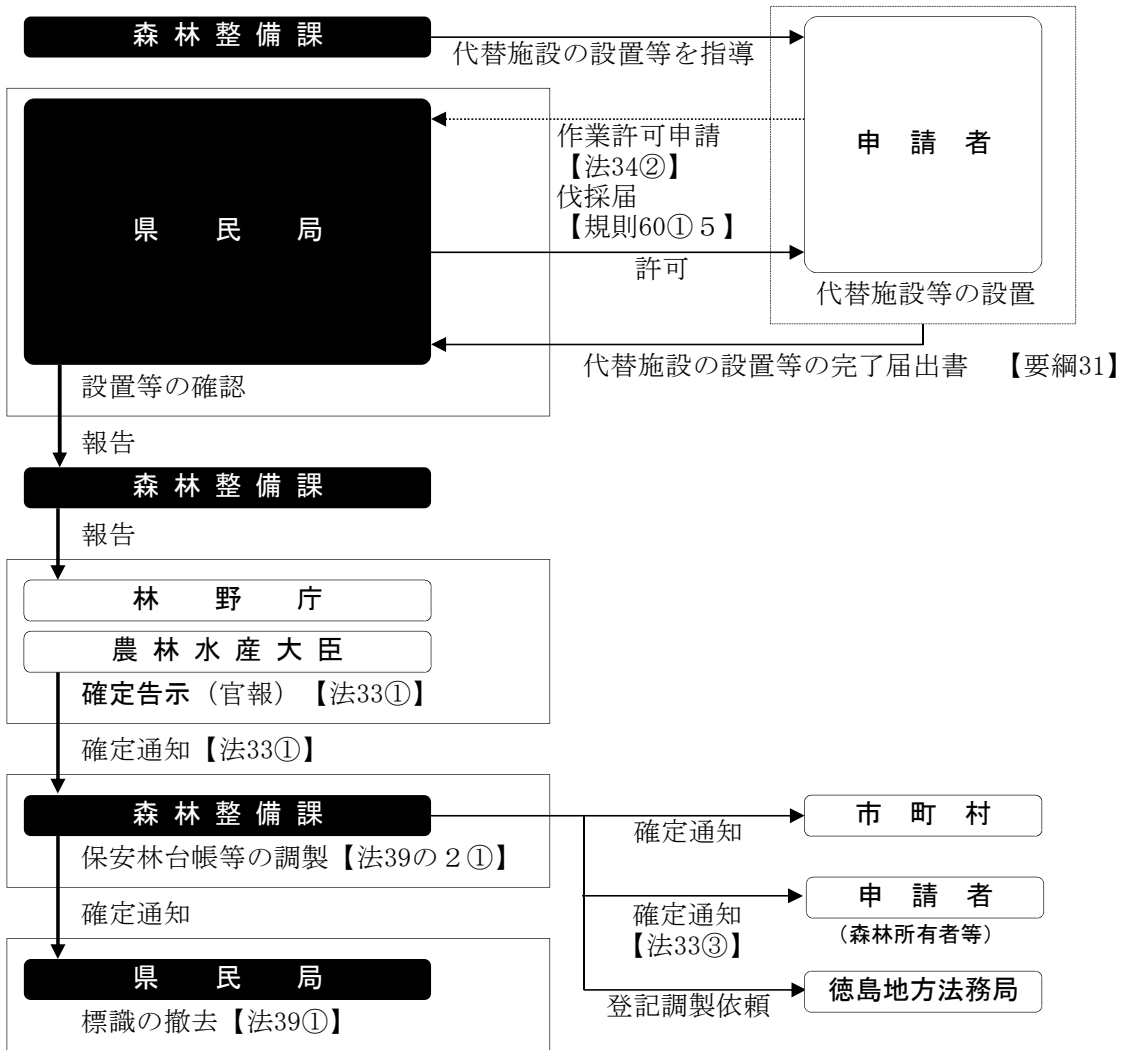 森林整備課
代替施設の設置等を指導
申請者
代替施設等の設置
県民局
作業許可申請
【法34②】
伐採届
【規則60①５】
許可
代替施設の設置等の完了届出書　【要綱31】
設置等の確認
報告
森林整備課
報告
林野庁
農林水産大臣
確定告示（官報）【法33①】
確定通知【法33①】
森林整備課
保安林台帳等の調製【法39の２①】
確定通知
市町村
確定通知
【法33③】
申請者
（森林所有者等）
登記調製依頼
徳島地方法務局
確定通知
県民局
標識の撤去【法39①】